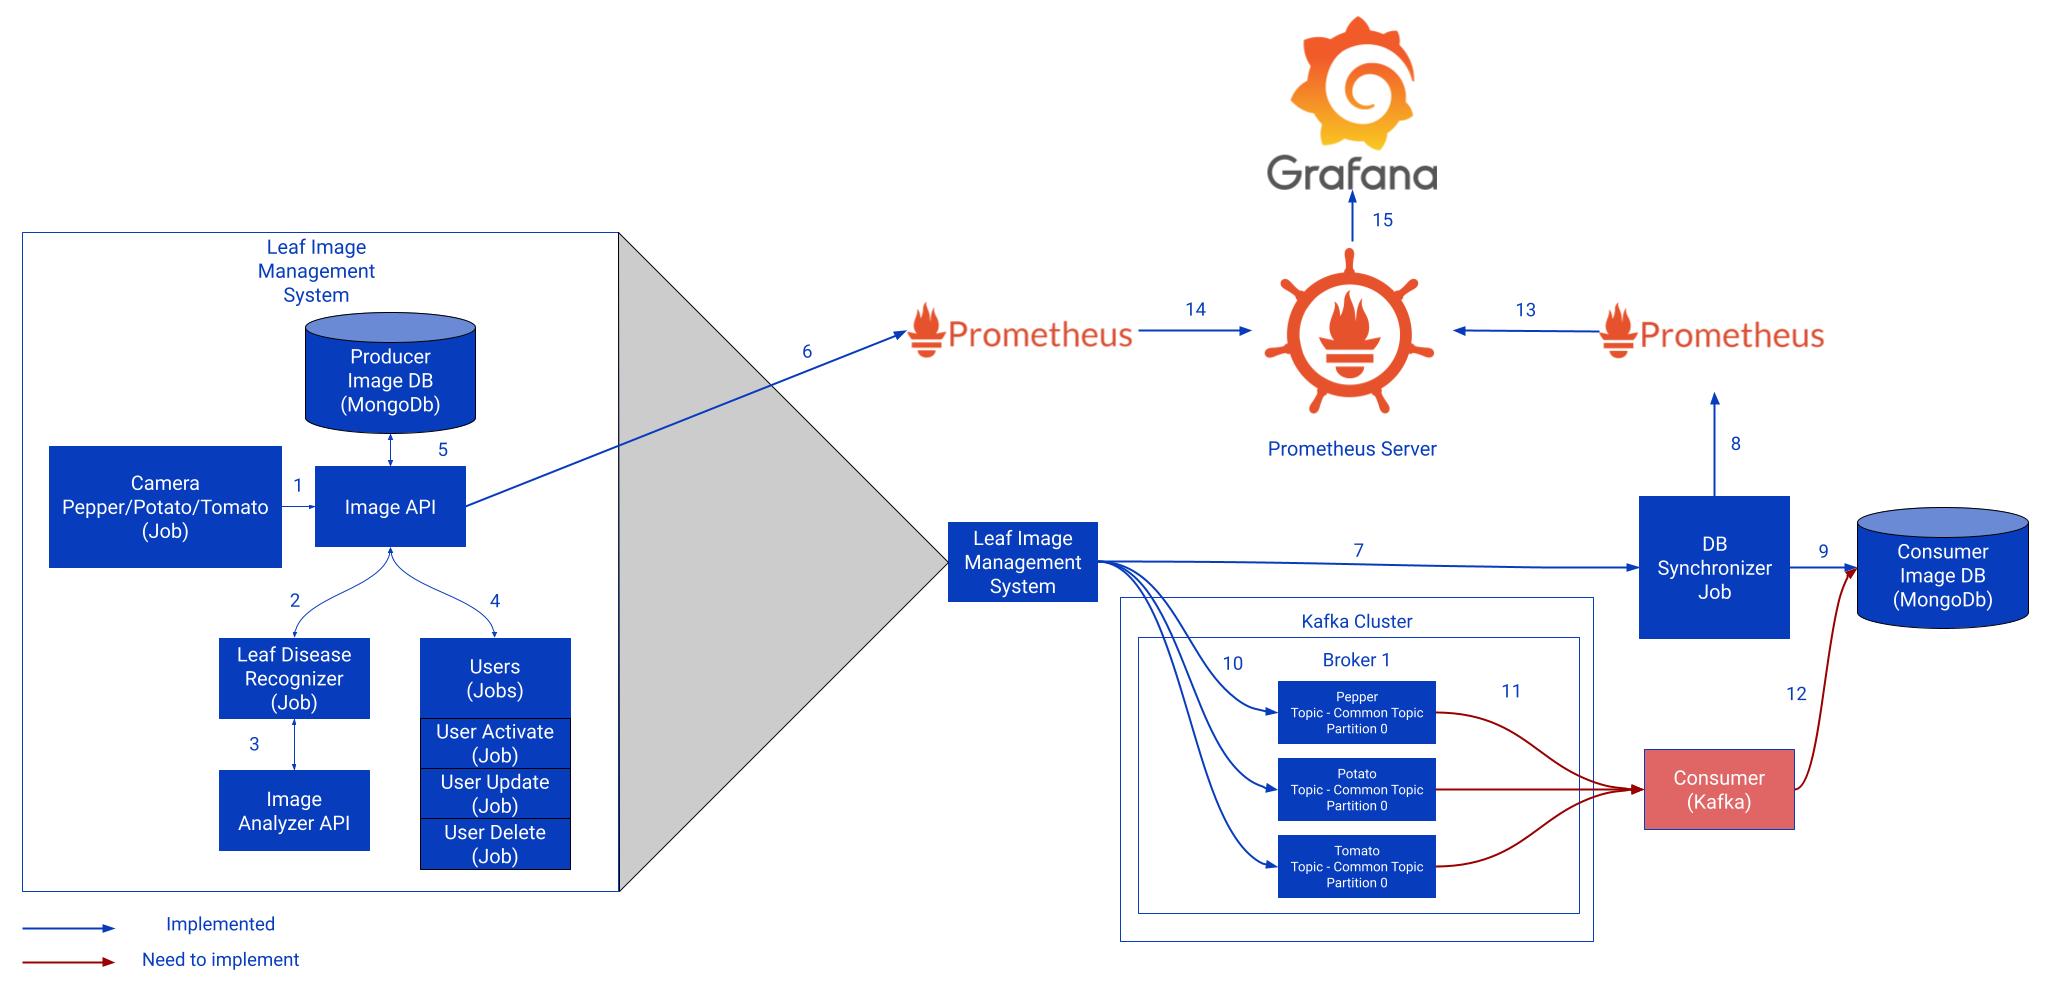 Grafana
15
Leaf Image
Management
System
Producer
Image DB
(MongoDb)
5
Camera
Pepper/Potato/Tomato
(Job)
1
Image API
2
4
Leaf Disease
Recognizer
(Job)
Users
(Jobs)
3
User Activate
(Job)
User Update
(Job)
User Delete
(Job)
Image
Analyzer API
6
Prometheus
14
13
Prometheus
Prometheus Server
8
Leaf Image
Management
System
7
DB
Synchronizer
Job
9
Consumer
Image DB
(MongoDb)
Kafka Cluster
Broker 1
10
Pepper
Topic - Common Topic
Partition 0
11
Potato
Topic - Common Topic
Partition 0
Tomato
Topic - Common Topic
Partition 0
12
Consumer
(Kafka)
Implemented
Need to implement